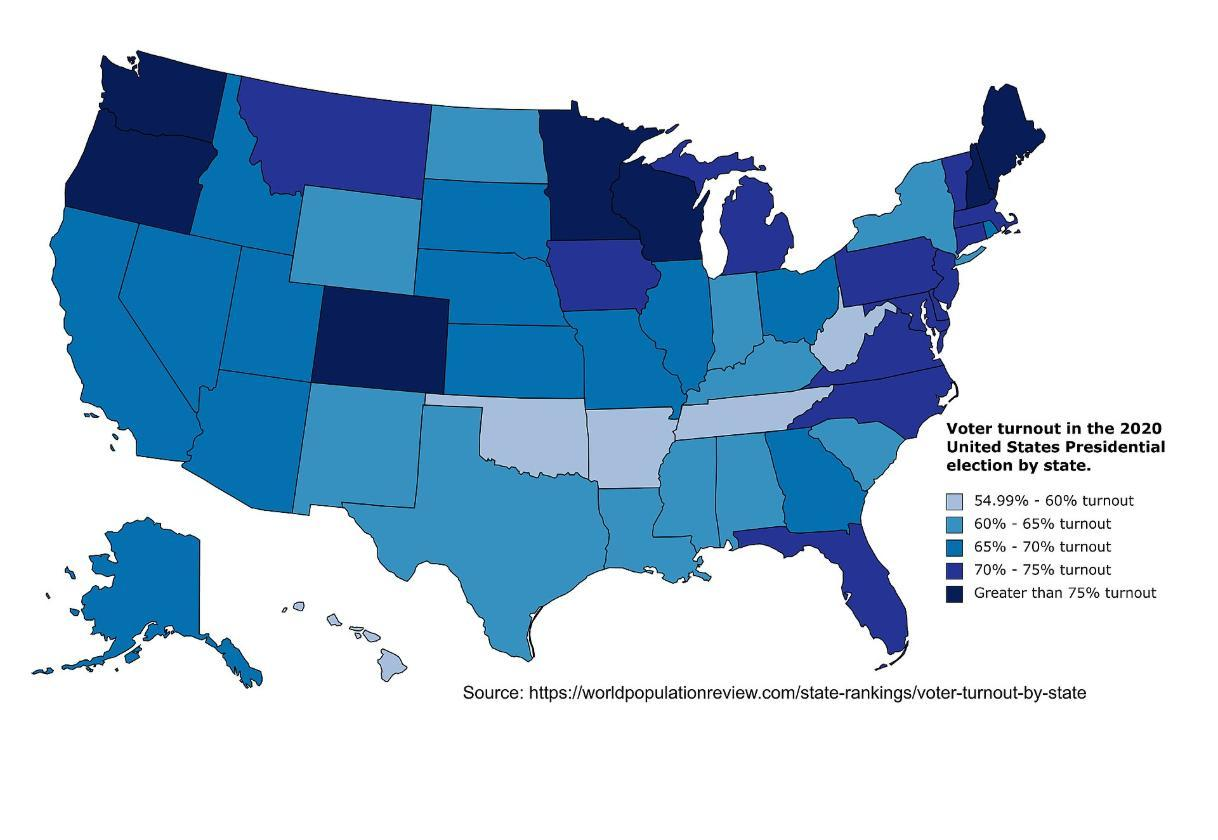 Voter turnout in the 2020
United States Presidential
election by state.
54.99% - 60% turnout
60% - 65% turnout
65% - 70% turnout
70% - 75% turnout
Greater than 75% turnout
Source: https://worldpopulationreview.com/state-rankings/voter-turnout-by-state